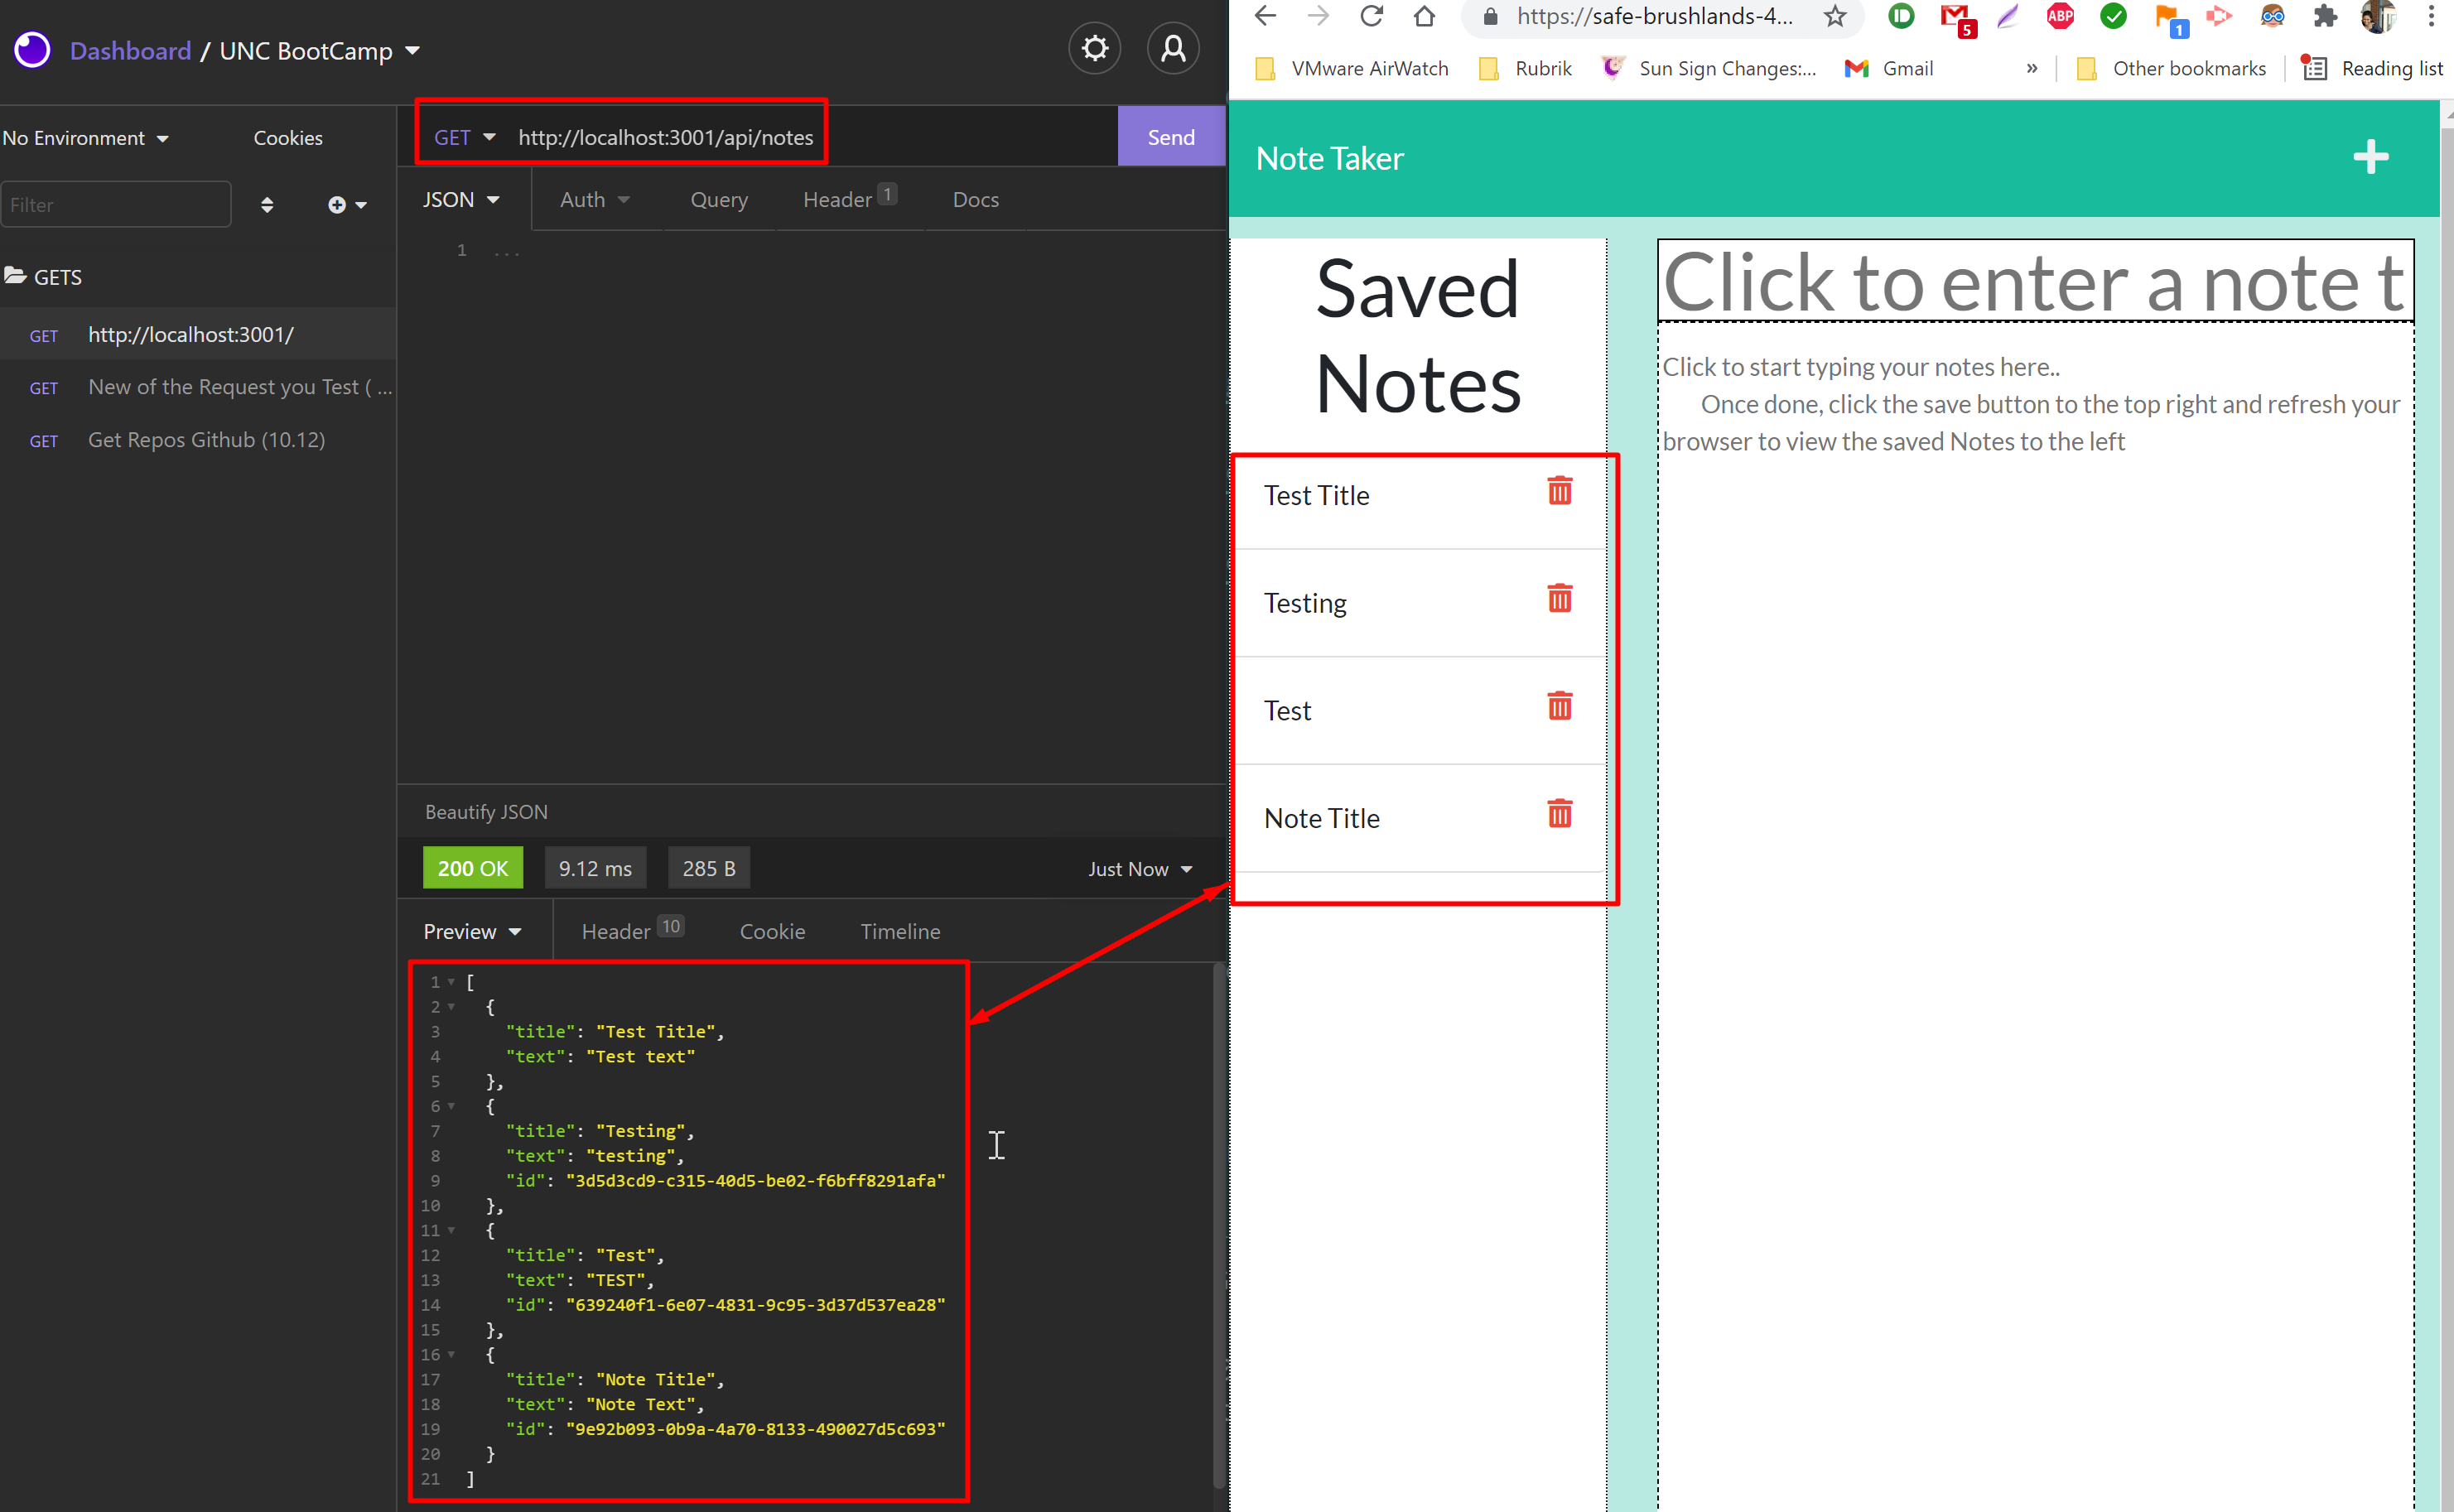 Dashboard / UNC BootCamp
No Environment
Cookies
Filter
GETS
GET http://localhost:3001/
GET New of the Request you Test ( ...
GET Get Repos Github (10.12)
GET http://localhost:3001/api/notes
Send
JSON Auth Query Header 1 Docs
1 ...
Beautify JSON
200 OK 9.12 ms 285 B Just Now
Preview Header 10 Cookie Timeline
1 [
2 {
3 "title": "Test Title",
4 "text": "Test text"
5 },
6 {
7 "title": "Testing",
8 "text": "testing",
9 "id": "3d5d3cd9-c315-40d5-be02-f6bff8291afa"
10 },
11 {
12 "title": "Test",
13 "text": "TEST",
14 "id": "639240f1-6e07-4831-9c95-3d37d537ea28"
15 },
16 {
17 "title": "Note Title",
18 "text": "Note Text",
19 "id": "9e92b093-0b9a-4a70-8133-490027d5c693"
20 }
21 ]
https://safe-brushlands-4...
5
ABP
1
VMware AirWatch Rubrik Sun Sign Changes:... Gmail » Other bookmarks Reading list
Note Taker
Saved
Notes
Test Title
Testing
Test
Note Title
Click to enter a note t
Click to start typing your notes here..
Once done, click the save button to the top right and refresh your
browser to view the saved Notes to the left